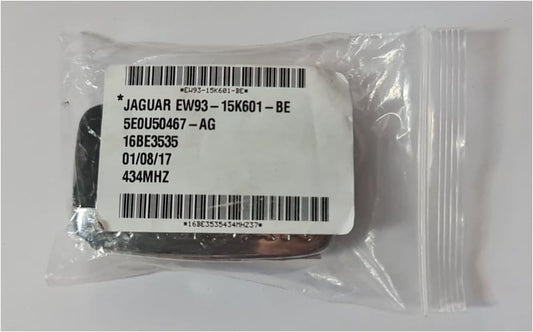 *EW93-15K601-BE*
*JAGUAR EW93-15K601-BE
5E0U50467-AG
16BE3535
01/08/17
434MHZ
*16BE3535434MHZ37*